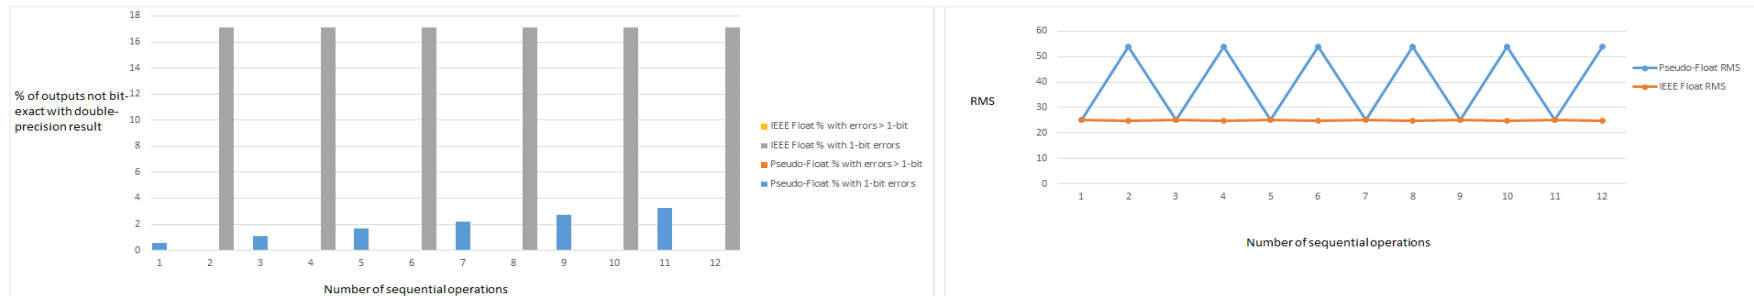 18
16
14
12
10
8
6
4
2
0
% of outputs not bit-
exact with double-
precision result
1 2 3 4 5 6 7 8 9 10 11 12
Number of sequential operations
IEEE Float % with errors > 1-bit
IEEE Float % with 1-bit errors
Pseudo-Float % with errors > 1-bit
Pseudo-Float % with 1-bit errors
60
50
40
30
20
10
0
RMS
1 2 3 4 5 6 7 8 9 10 11 12
Number of sequential operations
Pseudo-Float RMS
IEEE Float RMS